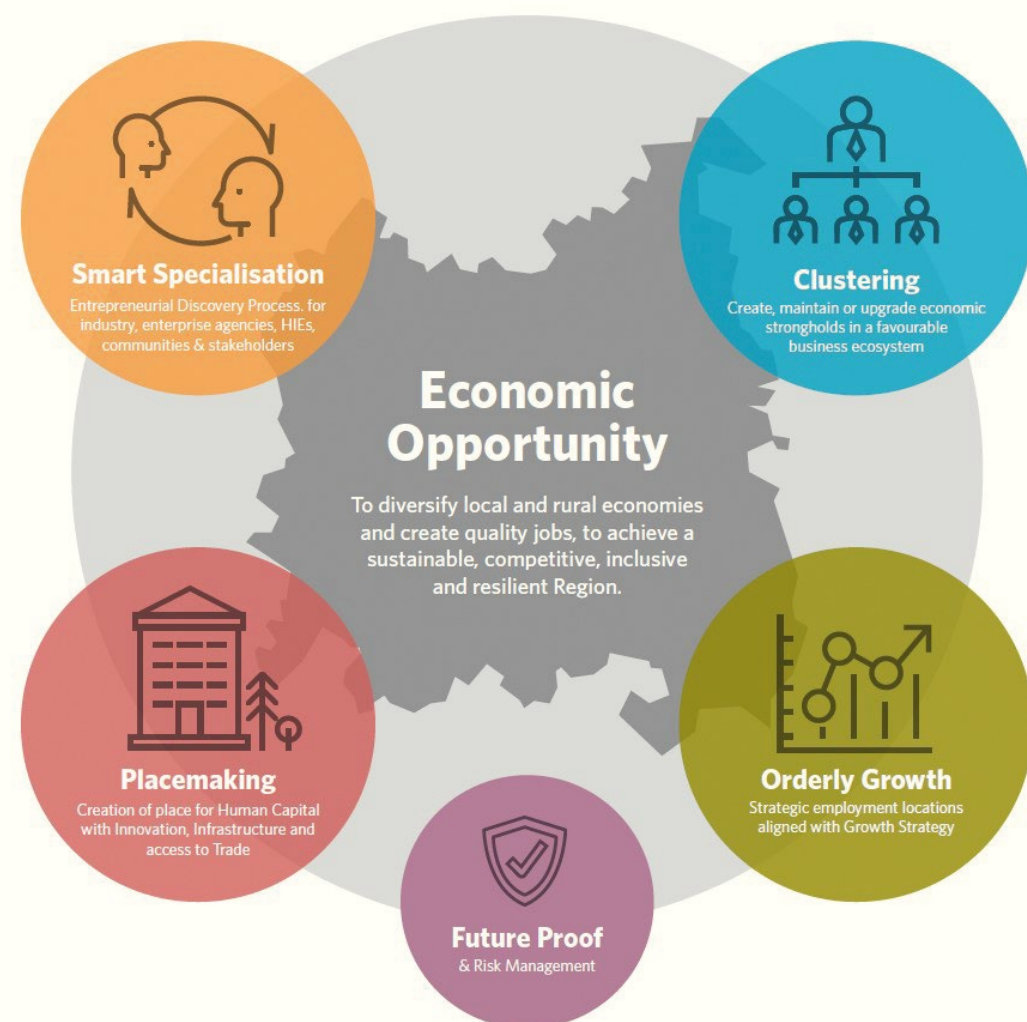 Smart Specialisation
Entrepreneurial Discovery Process. for
industry, enterprise agencies, HIEs,
communities & stakeholders
Clustering
Create, maintain or upgrade economic
strongholds in a favourable
business ecosystem
Economic
Opportunity
To diversify local and rural economies
and create quality jobs, to achieve a
sustainable, competitive, inclusive
and resilient Region.
Placemaking
Creation of place for Human Capital
with Innovation, Infrastructure and
access to Trade
Orderly Growth
Strategic employment locations
aligned with Growth Strategy
Future Proof
& Risk Management